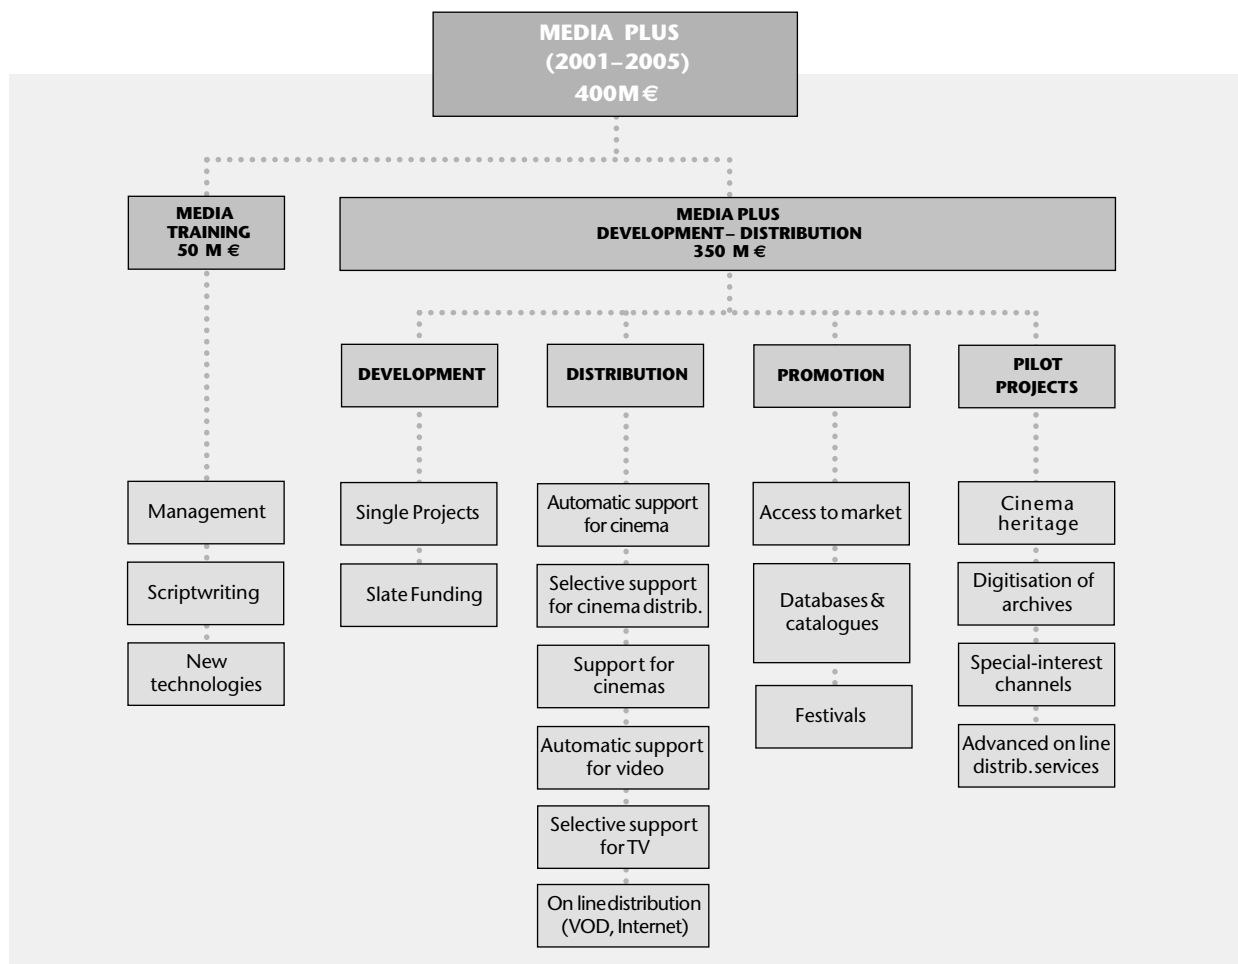 MEDIA PLUS
(2001–2005)
400M €
MEDIA
TRAINING
50 M €
MEDIA PLUS
DEVELOPMENT – DISTRIBUTION
350 M €
DEVELOPMENT
DISTRIBUTION
PROMOTION
PILOT
PROJECTS
Management
Scriptwriting
New
technologies
Single Projects
Slate Funding
Automatic support
for cinema
Selective support
for cinema distrib.
Support for
cinemas
Automatic support
for video
Selective support
for TV
On line distribution
(VOD, Internet)
Access to market
Databases &
catalogues
Festivals
Cinema
heritage
Digitisation of
archives
Special-interest
channels
Advanced on line
distrib. services